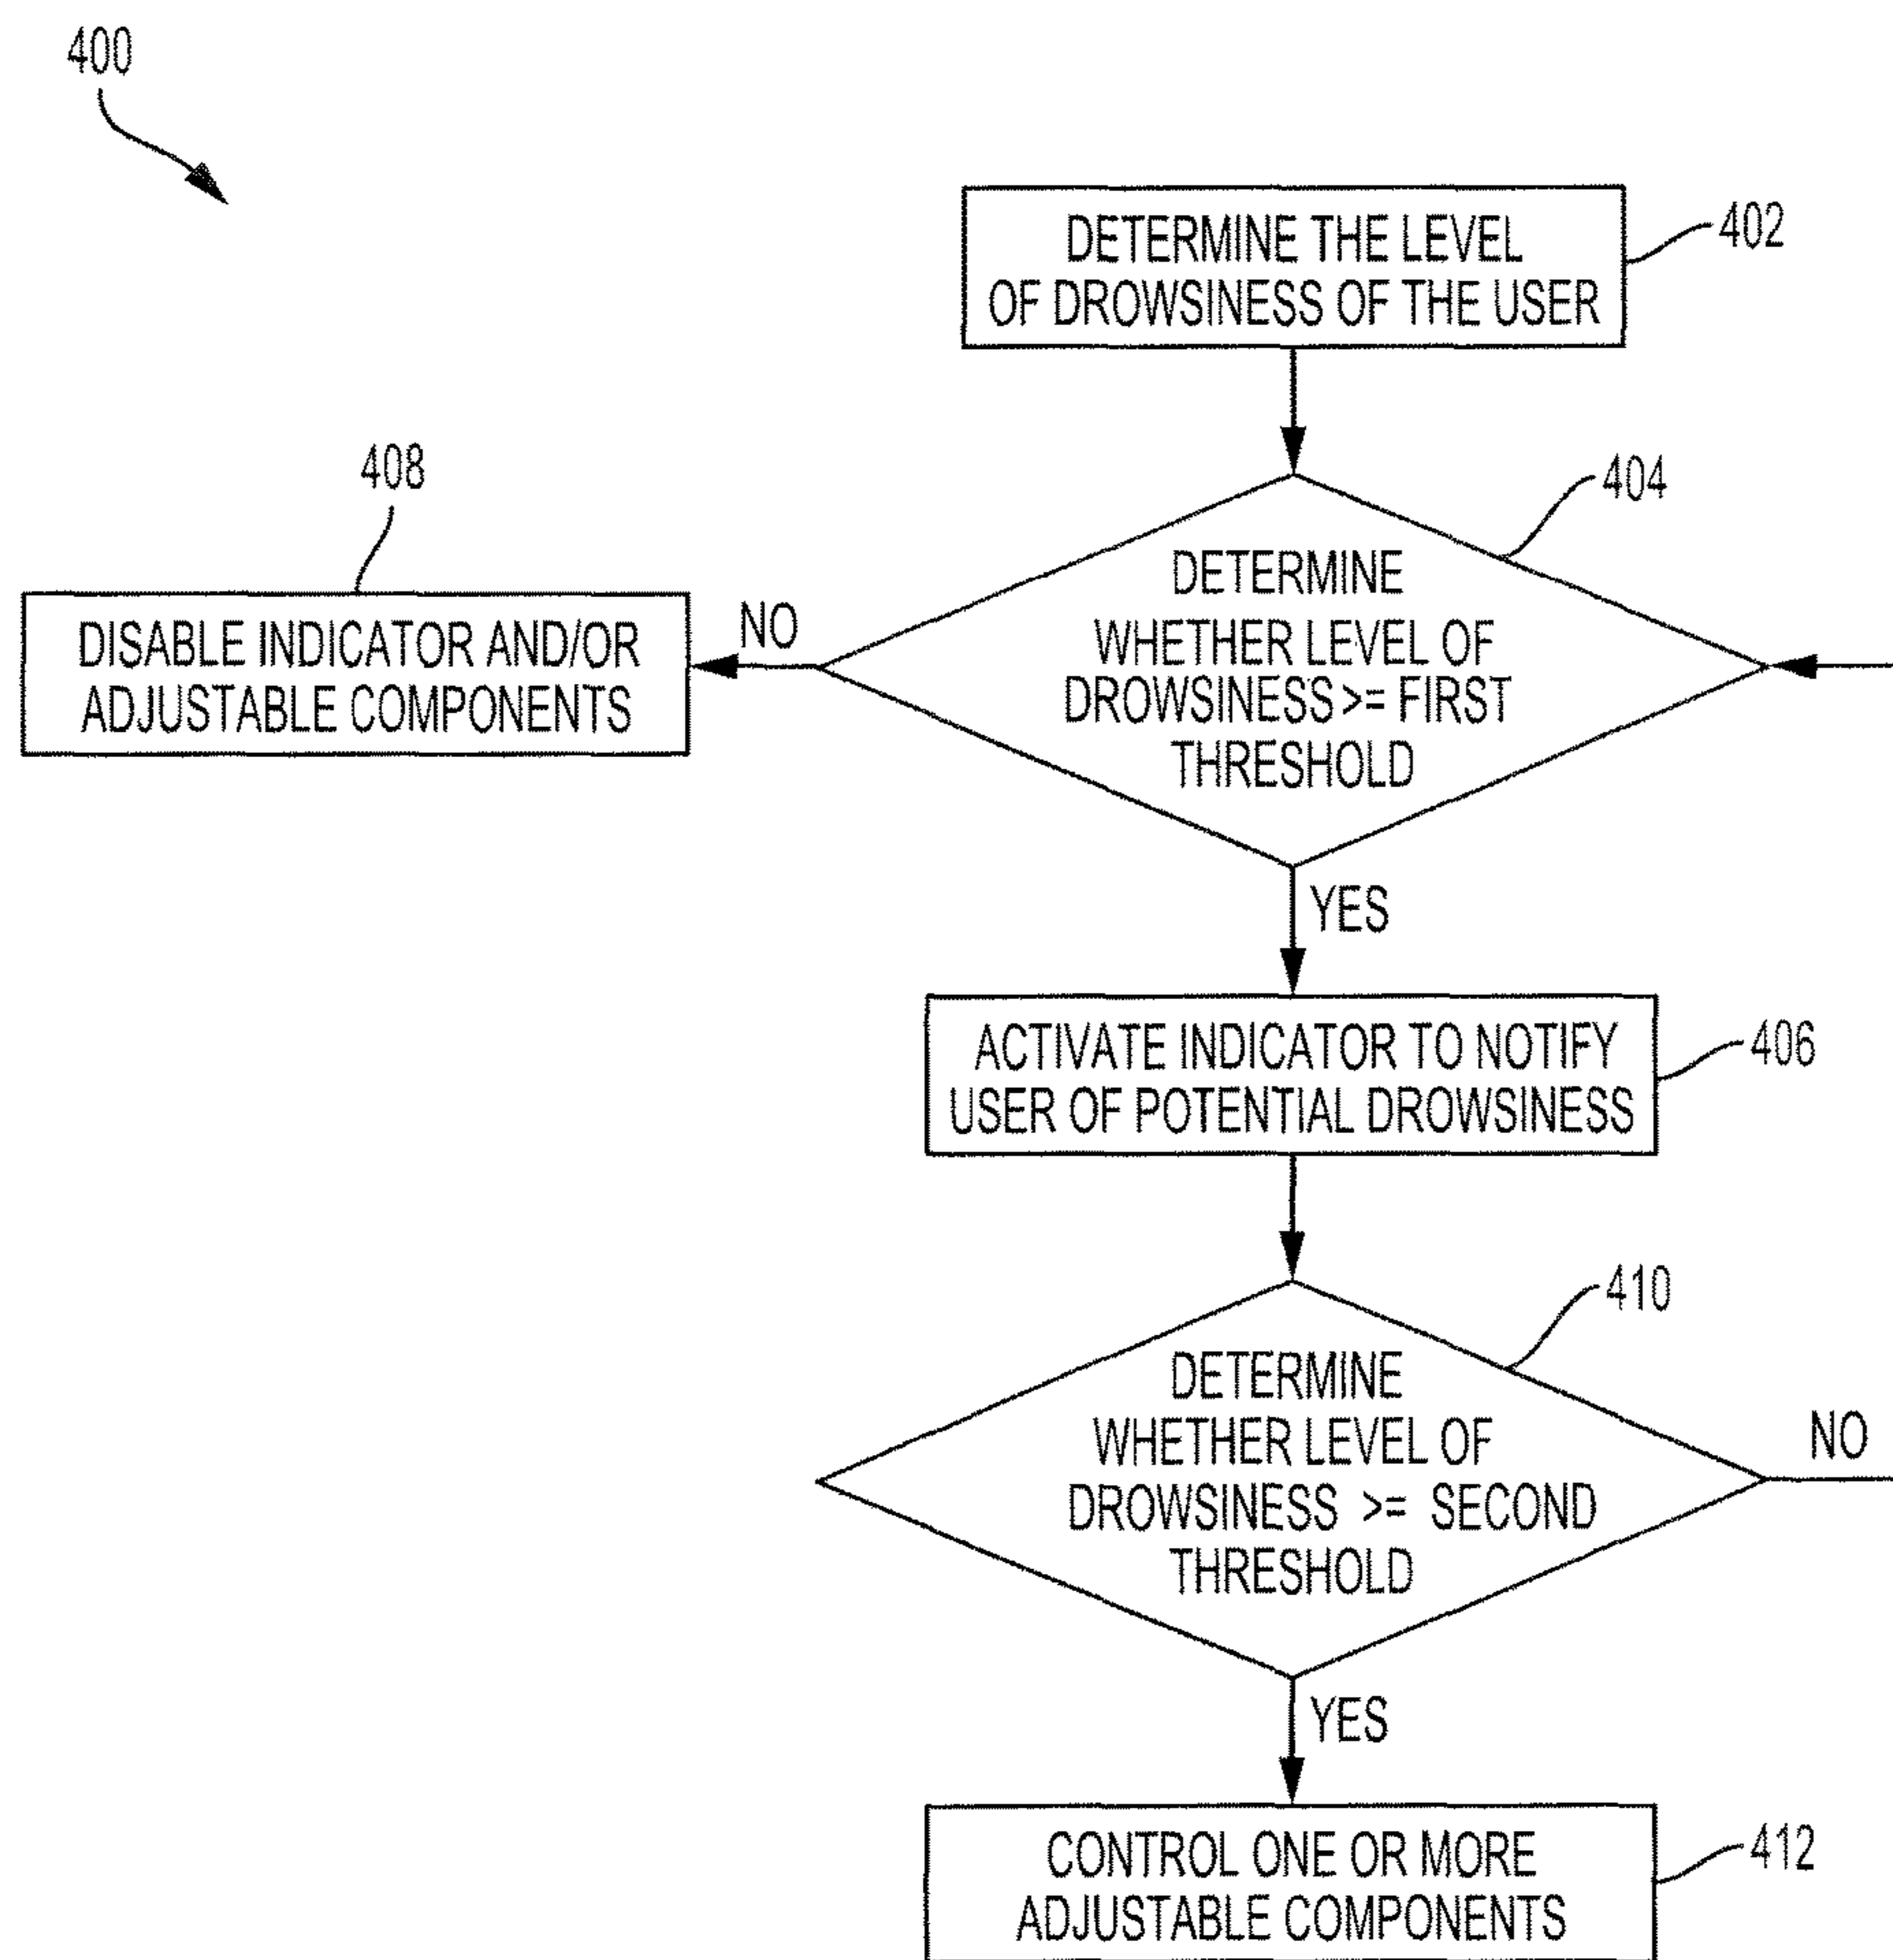 400
DETERMINE THE LEVEL
OF DROWSINESS OF THE USER
402
404
408
DETERMINE
WHETHER LEVEL OF
DROWSINESS >= FIRST
THRESHOLD
NO
DISABLE INDICATOR AND/OR
ADJUSTABLE COMPONENTS
YES
ACTIVATE INDICATOR TO NOTIFY
USER OF POTENTIAL DROWSINESS
406
410
DETERMINE
WHETHER LEVEL OF
DROWSINESS >= SECOND
THRESHOLD
NO
YES
CONTROL ONE OR MORE
ADJUSTABLE COMPONENTS
412